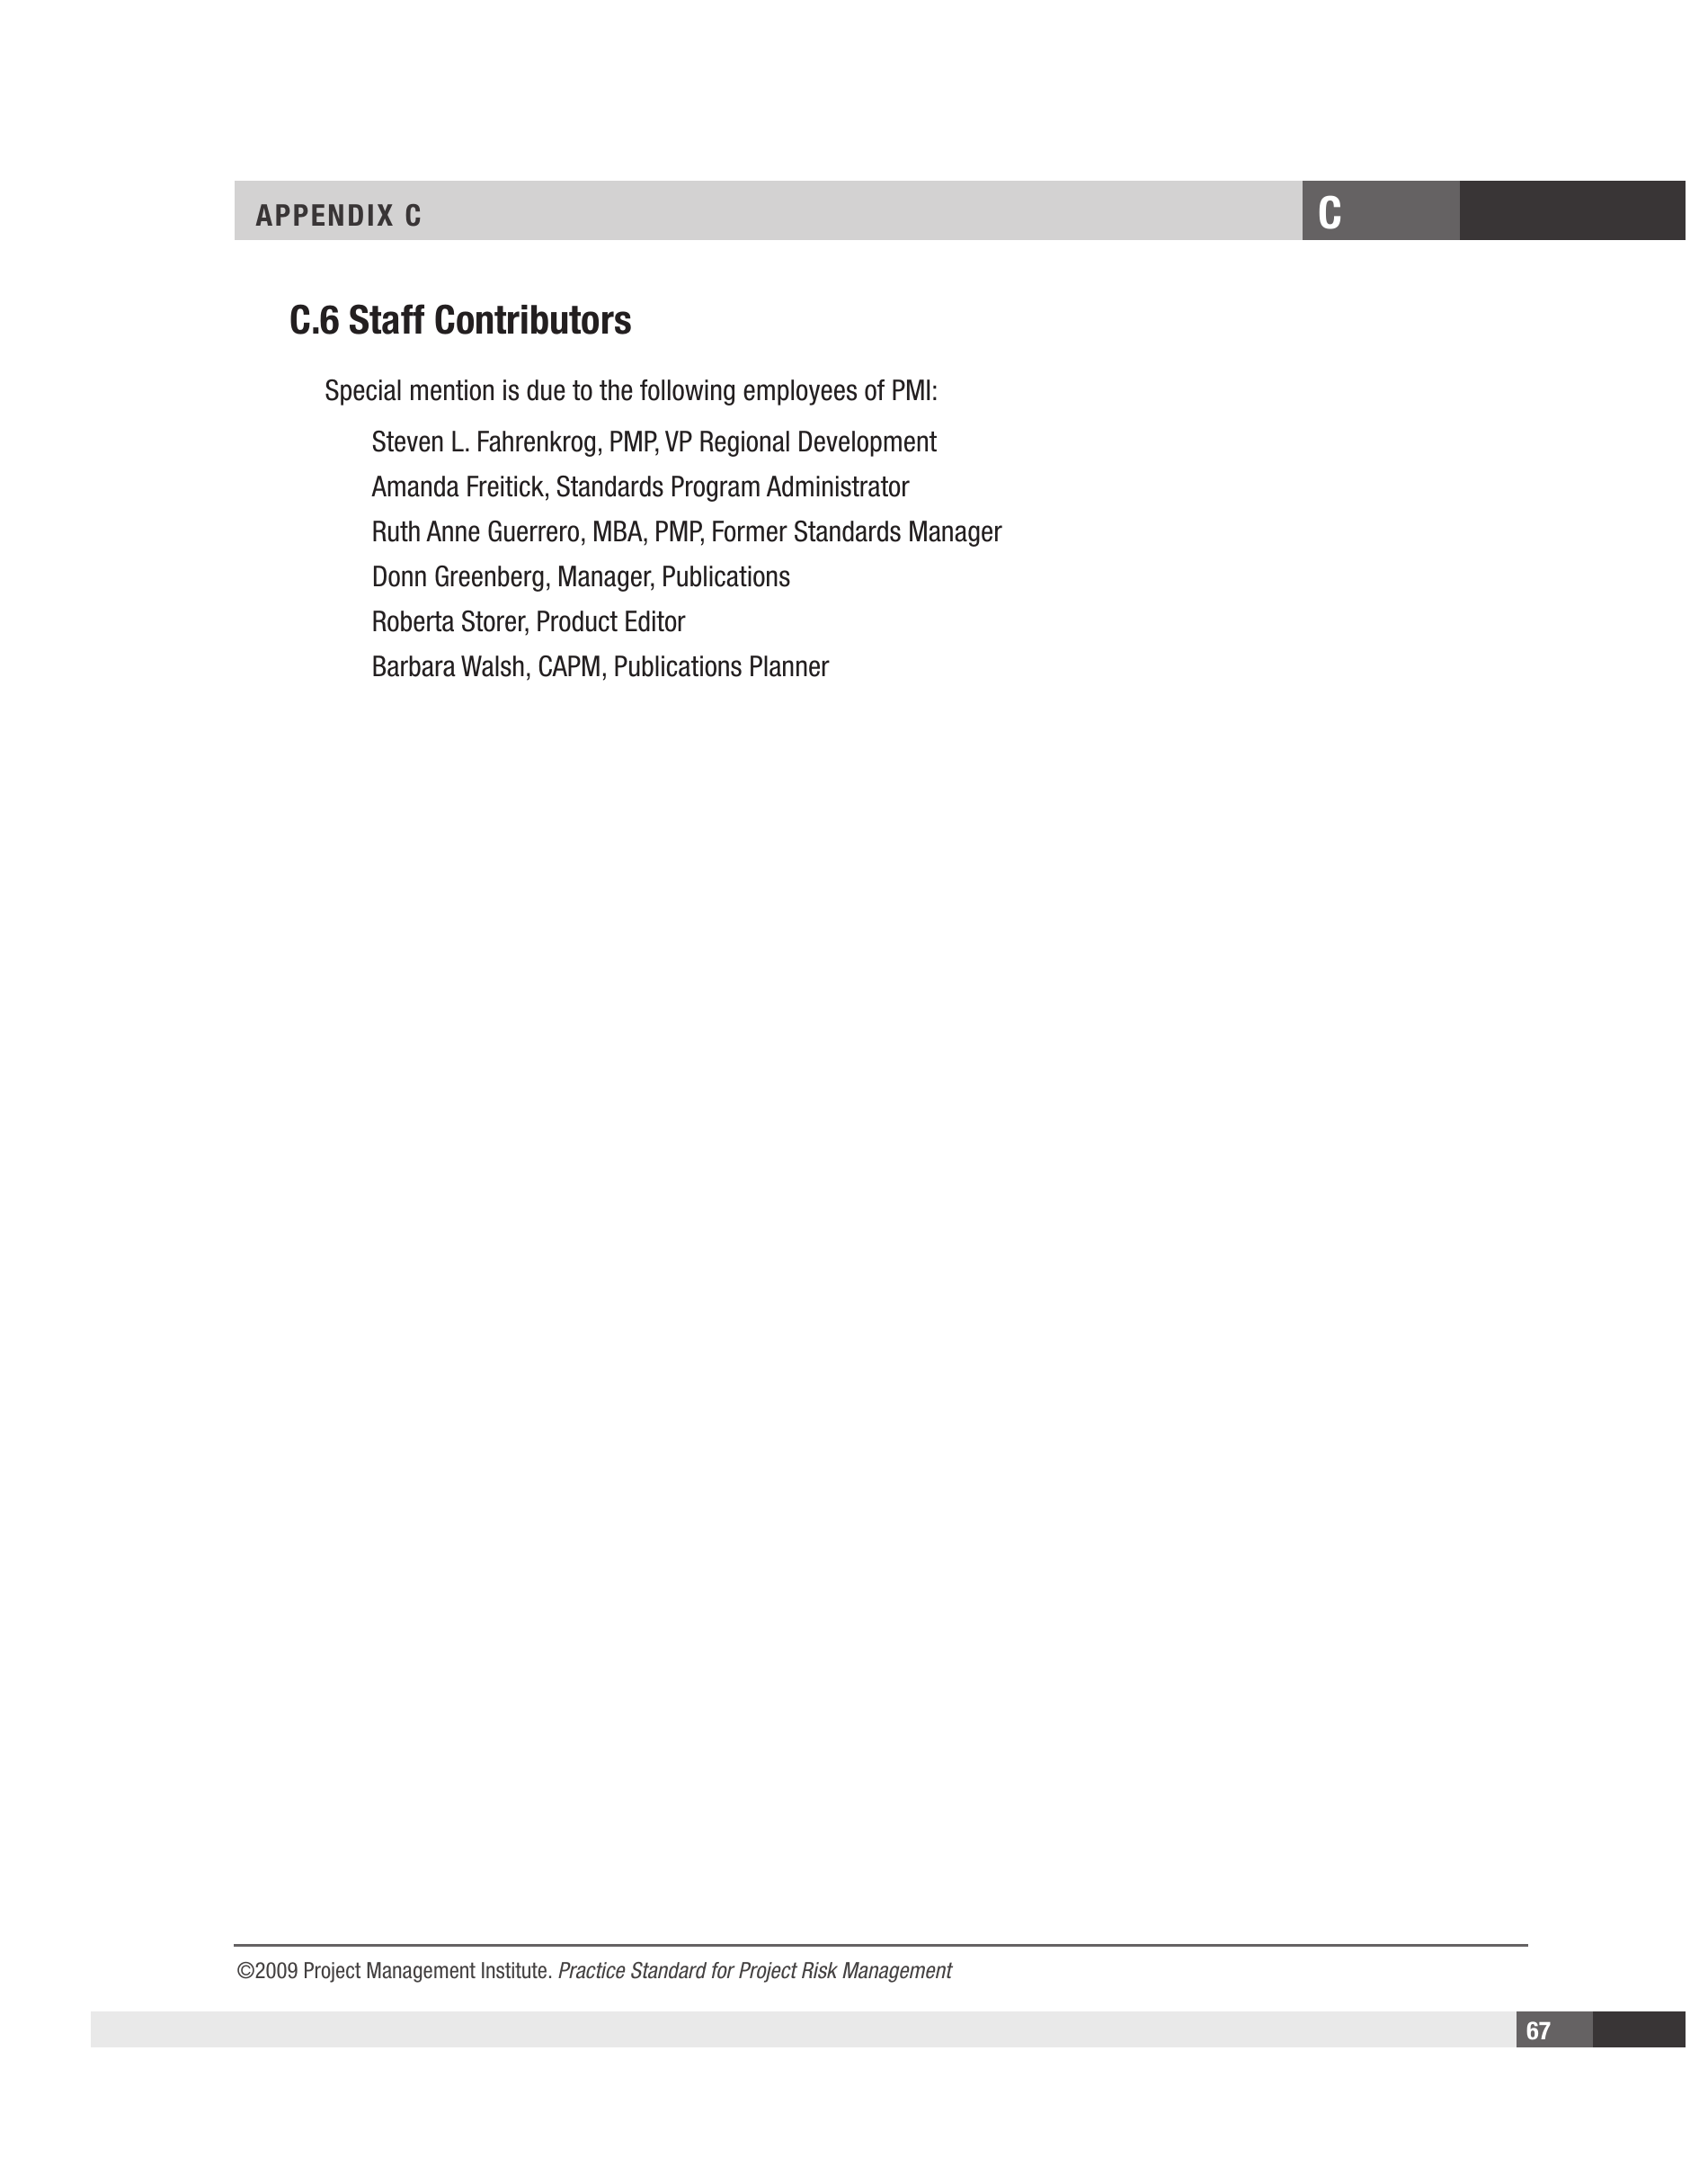 APPENDIX C
C
C.6 Staff Contributors
Special mention is due to the following employees of PMI:
Steven L. Fahrenkrog, PMP, VP Regional Development
Amanda Freitick, Standards Program Administrator
Ruth Anne Guerrero, MBA, PMP, Former Standards Manager
Donn Greenberg, Manager, Publications
Roberta Storer, Product Editor
Barbara Walsh, CAPM, Publications Planner
©2009 Project Management Institute. Practice Standard for Project Risk Management
67